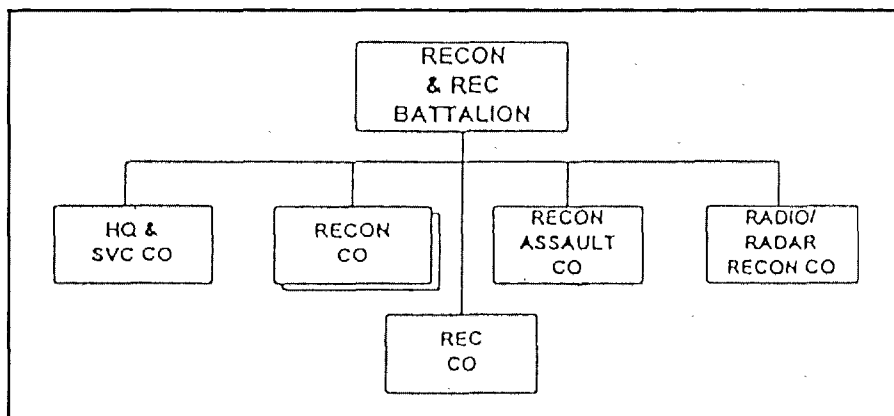 RECON
& REC
BATTALION
HQ &
SVC CO
RECON
CO
RECON
ASSAULT
CO
RADIO/
RADAR
RECON CO
REC
CO